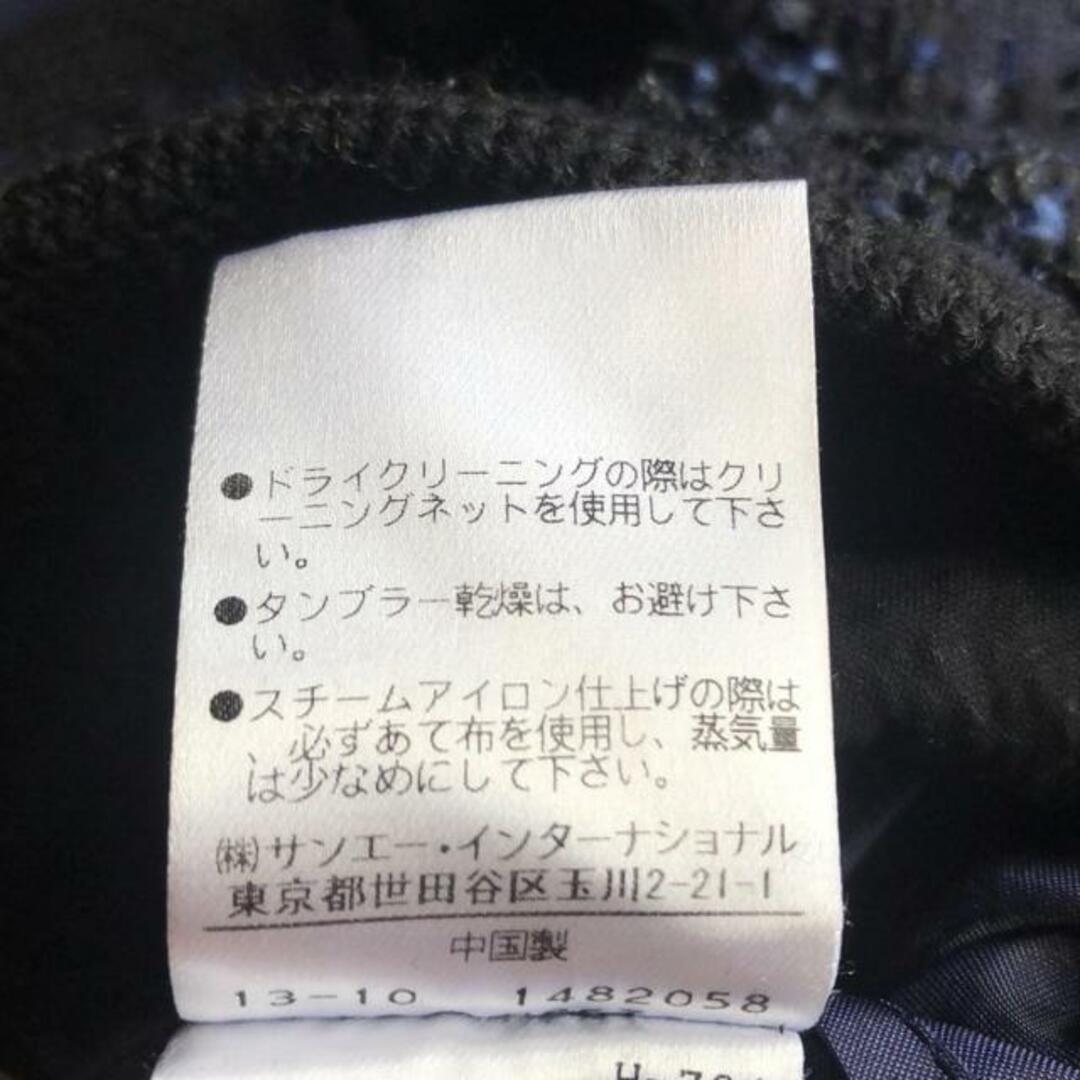 ●ドライクリーニングの際はクリ
ーニングネットを使用して下さ
い。
●タンブラー乾燥は、お避け下さ
い。
●スチームアイロン仕上げの際は
、必ずあて布を使用し、蒸気量
は少なめにして下さい。
㈱サンエー・インターナショナル
東京都世田谷区玉川2-21-1
中国製
13-10 1482058